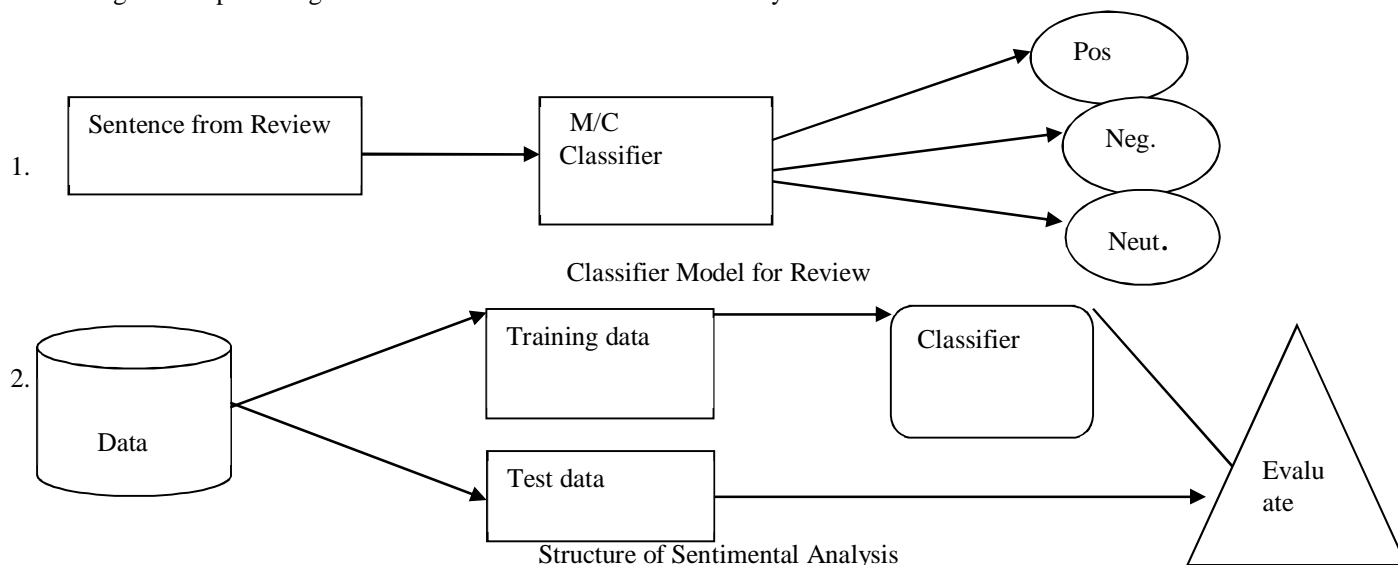 Sentence from Review
M/C
Classifier
Pos
Neg.
Neut.
1.
Classifier Model for Review
2.
Data
Training data
Classifier
Test data
Evalu
ate
Structure of Sentimental Analysis